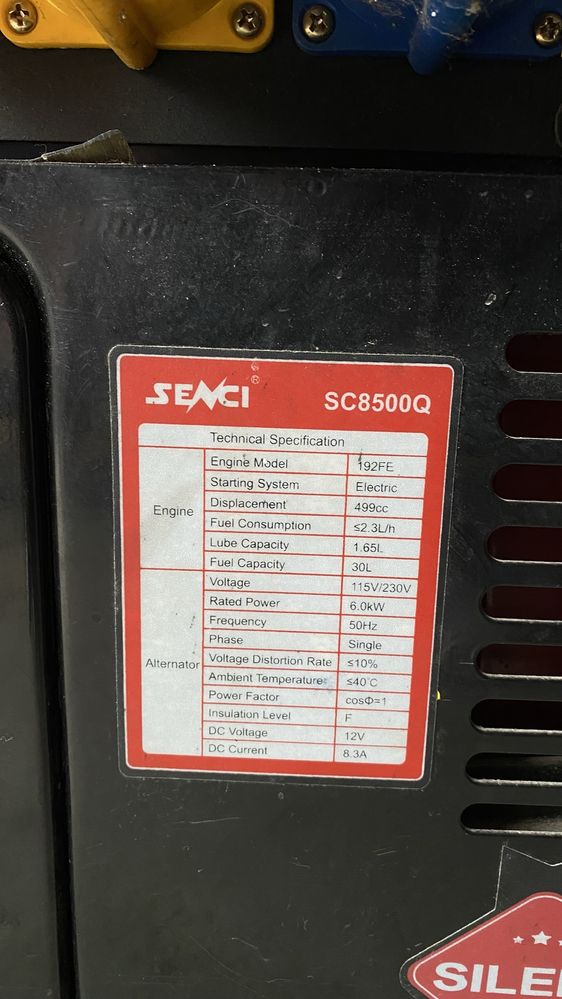 SENCI ® SC8500Q
Technical Specification
Engine
Engine Model 192FE
Starting System Electric
Displacement 499cc
Fuel Consumption ≤2.3L/h
Lube Capacity 1.65L
Fuel Capacity 30L
Alternator
Voltage 115V/230V
Rated Power 6.0kW
Frequency 50Hz
Phase Single
Voltage Distortion Rate ≤10%
Ambient Temperature ≤40°C
Power Factor cosΦ=1
Insulation Level F
DC Voltage 12V
DC Current 8.3A
SILE